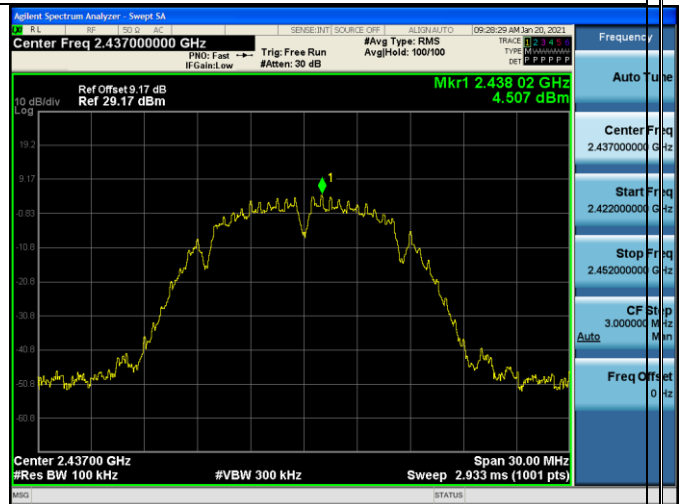 Agilent Spectrum Analyzer - Swept SA
RL RF 50 Ω AC SENSE:INT SOURCE OFF ALIGN AUTO 09:28:29 AM Jan 20, 2021
Center Freq 2.437000000 GHz #Avg Type: RMS TRACE 1 2 3 4 5 6
PNO: Fast Trig: Free Run Avg|Hold: 100/100 TYPE M
IFGain:Low #Atten: 30 dB DET P P P P P P
Mkr1 2.438 02 GHz
4.507 dBm
Ref Offset 9.17 dB
10 dB/div Ref 29.17 dBm
Log
19.2
9.17
-0.83
-10.8
-20.8
-30.8
-40.8
-50.8
-60.8
1
Center 2.43700 GHz Span 30.00 MHz
#Res BW 100 kHz #VBW 300 kHz Sweep 2.933 ms (1001 pts)
MSG STATUS
Frequency
Auto Tune
Center Freq
2.437000000 GHz
Start Freq
2.422000000 GHz
Stop Freq
2.452000000 GHz
CF Step
3.000000 MHz
Auto Man
Freq Offset
0 Hz